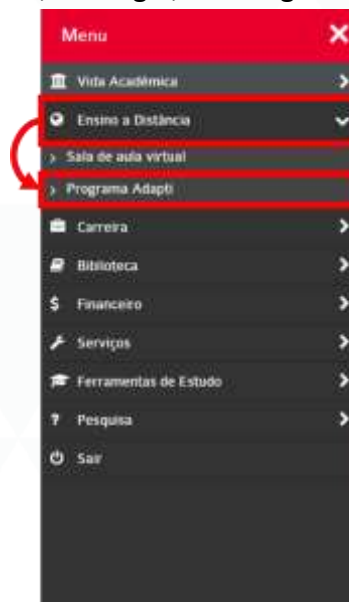 Menu
Vida Acadêmica
Ensino a Distância
Sala de aula virtual
Programa Adapti
Carreira
Biblioteca
$ Financeiro
Serviços
Ferramentas de Estudo
? Pesquisa
Sair